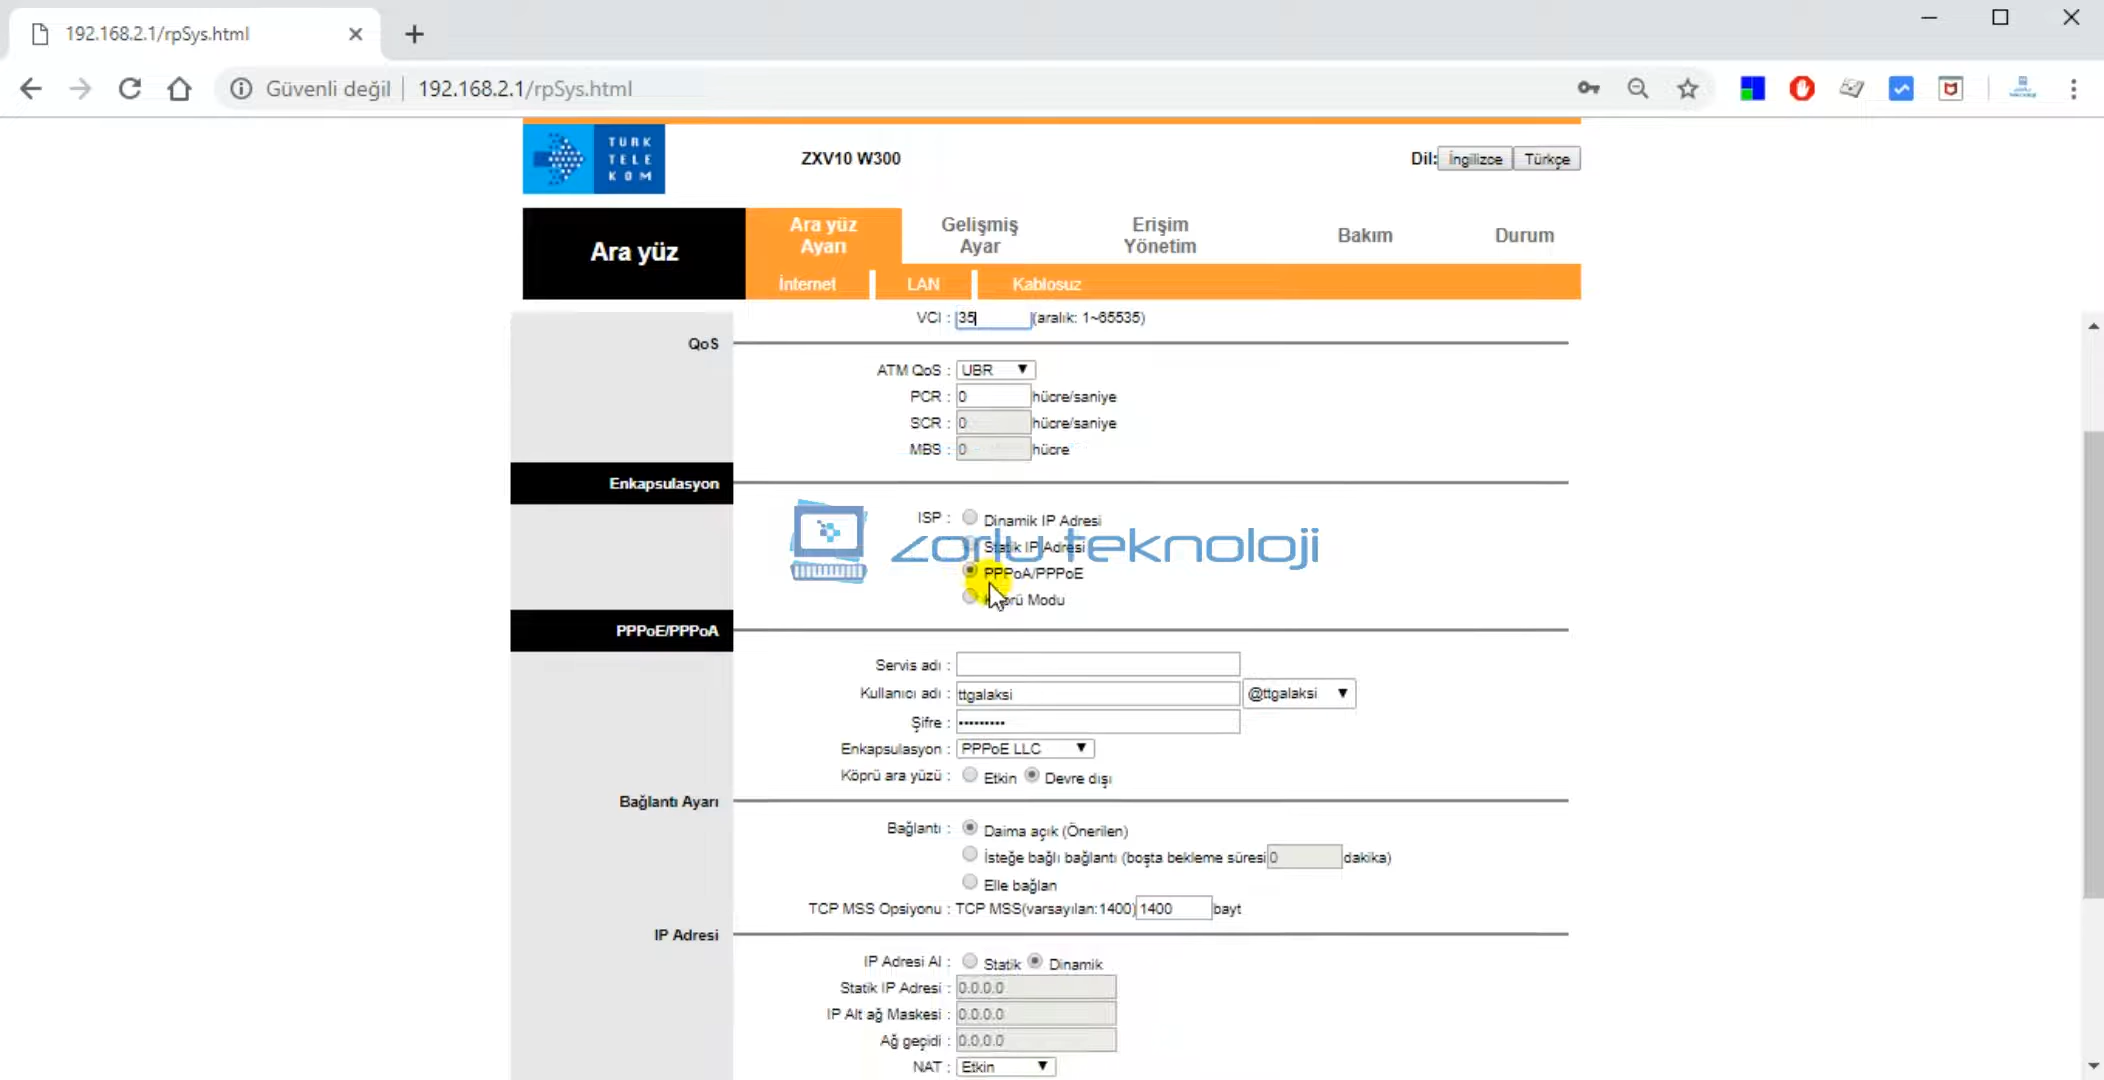 192.168.2.1/rpSys.html
Güvenli değil
192.168.2.1/rpSys.html
TURK
TELE
KOM
ZXV10 W300
Dil:
İngilizce
Türkçe
Ara yüz
Ara yüz
Ayarı
Gelişmiş
Ayar
Erişim
Yönetim
Bakım
Durum
İnternet
LAN
Kablosuz
VCI : 35 (aralık: 1~65535)
QoS
ATM QoS : UBR
PCR : 0 hücre/saniye
SCR : 0 hücre/saniye
MBS : 0 hücre
Enkapsulasyon
ISP : Dinamik IP Adresi
Statik IP Adresi
zorlu teknoloji
PPPoA/PPPoE
Modu
PPPoE/PPPoA
Servis adı :
Kullanıcı adı : ttgalaksi @ttgalaksi
Şifre : •••••••••
Enkapsulasyon : PPPoE LLC
Köprü ara yüzü : Etkin Devre dışı
Bağlantı Ayarı
Bağlantı : Daima açık (Önerilen)
İsteğe bağlı bağlantı (boşta bekleme süresi 0 dakika)
Elle bağlan
TCP MSS Opsiyonu : TCP MSS(varsayılan:1400) 1400 bayt
IP Adresi
IP Adresi Al : Statik Dinamik
Statik IP Adresi : 0.0.0.0
IP Alt ağ Maskesi : 0.0.0.0
Ağ geçidi : 0.0.0.0
NAT : Etkin